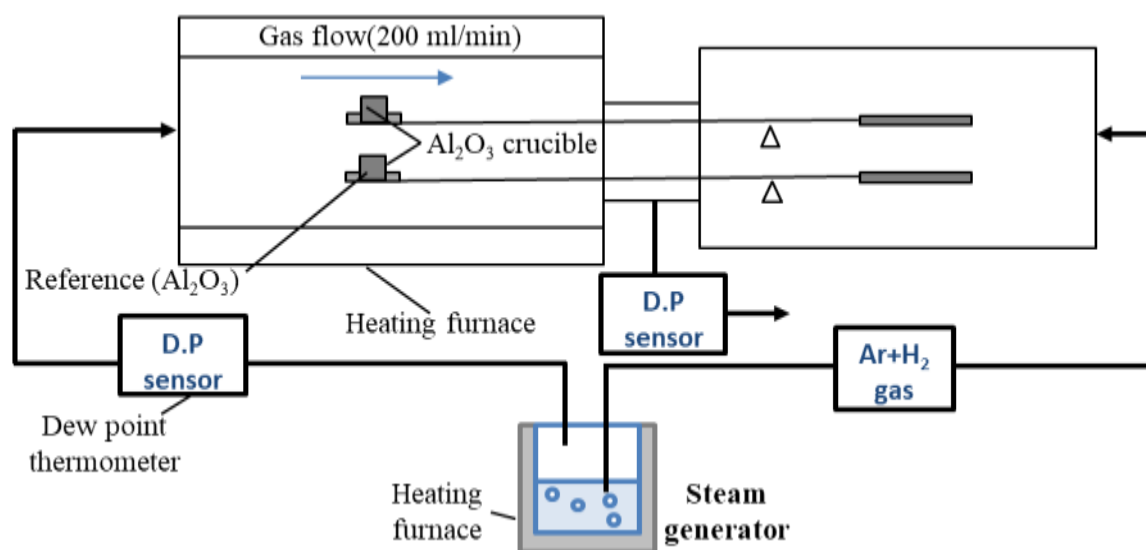 Gas flow(200 ml/min)
Al₂O₃ crucible
Reference (Al₂O₃)
Heating furnace
D.P
sensor
D.P
sensor
Ar+H₂
gas
Dew point
thermometer
Heating
furnace
Steam
generator